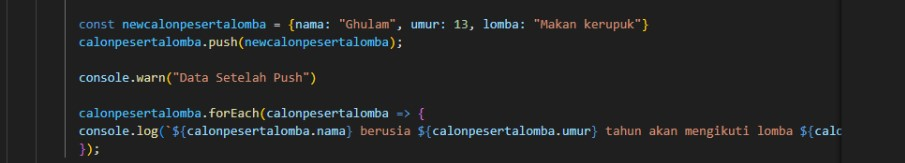 const newcalonpesertalomba = {nama: "Ghulam", umur: 13, lomba: "Makan kerupuk"}
calonpesertalomba.push(newcalonpesertalomba);
console.warn("Data Setelah Push")
calonpesertalomba.forEach(calonpesertalomba => {
console.log(`${calonpesertalomba.nama} berusia ${calonpesertalomba.umur} tahun akan mengikuti lomba ${calo
});